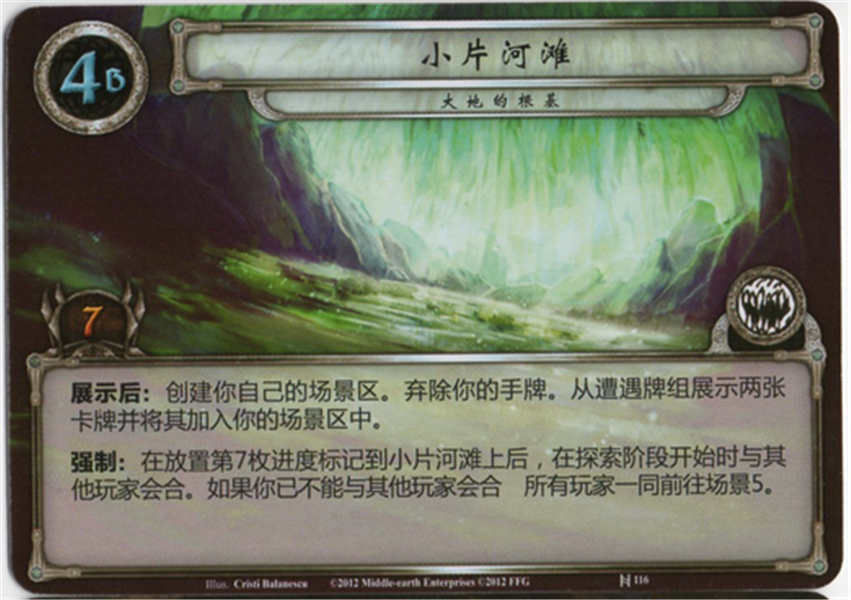 4B
小片河滩
大地的根基
7
展示后：创建你自己的场景区。弃除你的手牌。从遭遇牌组展示两张
卡牌并将其加入你的场景区中。
强制：在放置第7枚进度标记到小片河滩上后，在探索阶段开始时与其
他玩家会合。如果你已不能与其他玩家会合 所有玩家一同前往场景5。
Illus. Cristi Balanescu ©2012 Middle-earth Enterprises ©2012 FFG 116